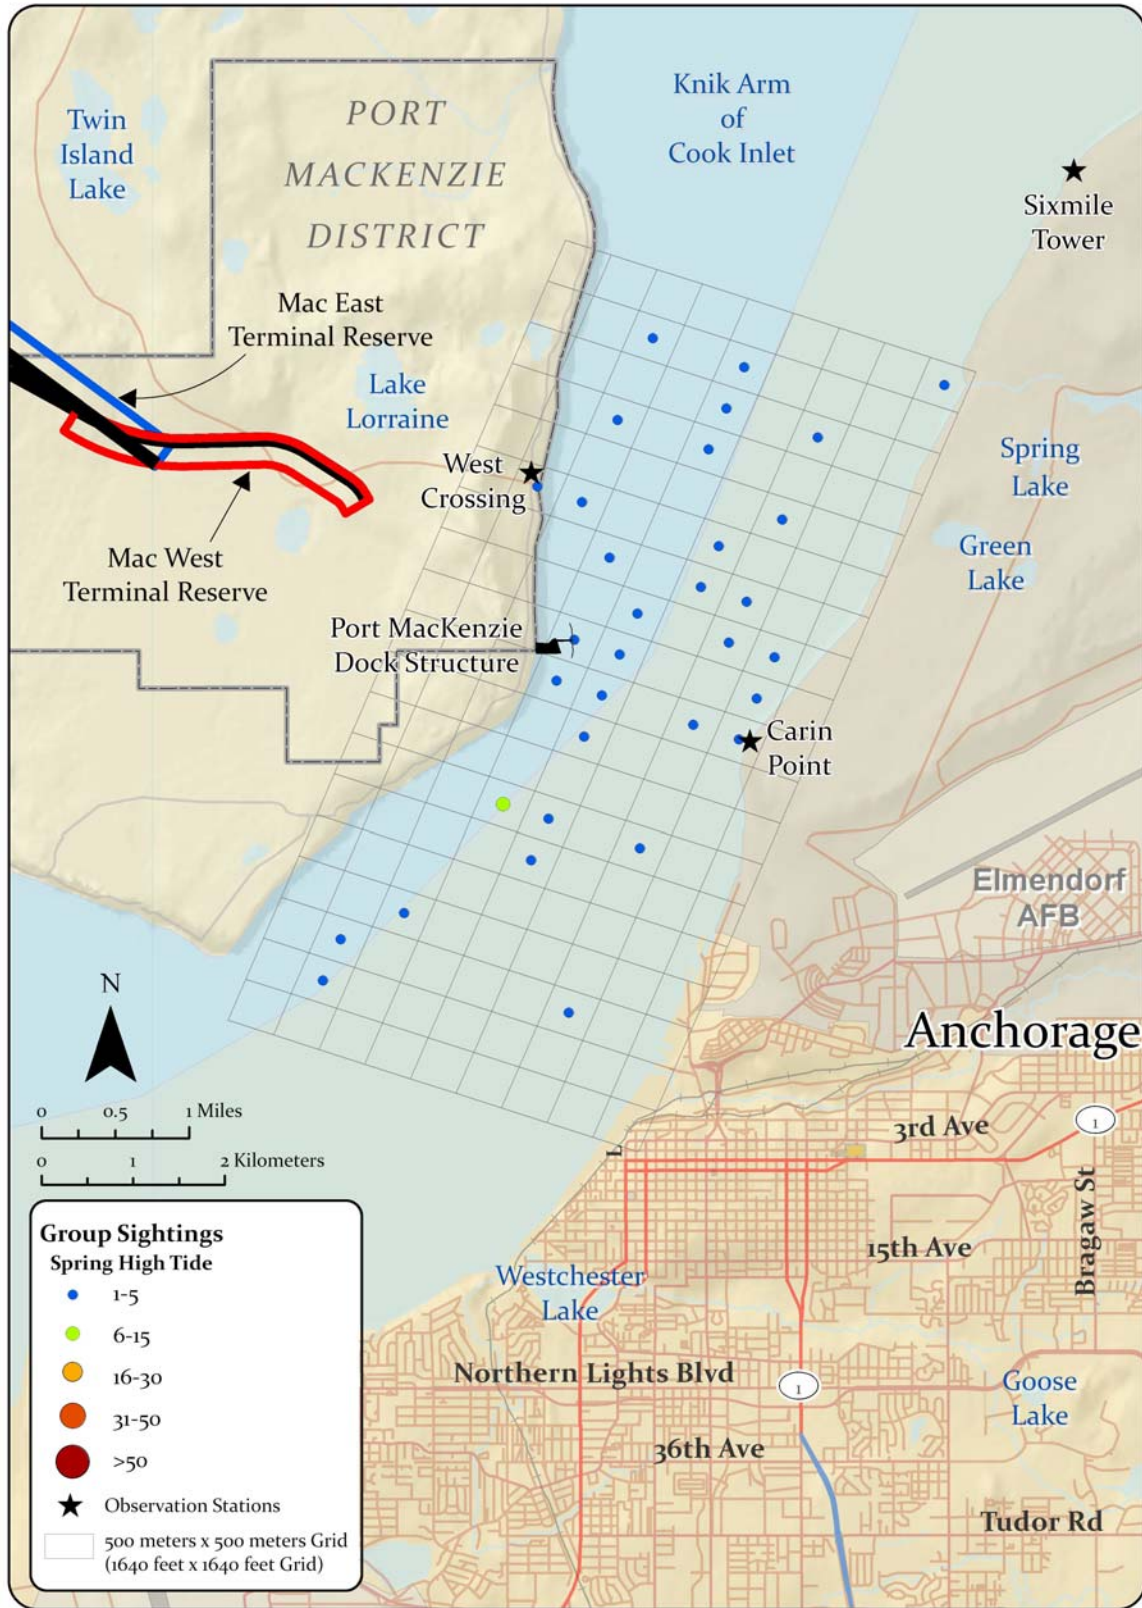 Knik Arm
of
Cook Inlet
Twin
Island
Lake
PORT
MACKENZIE
DISTRICT
Sixmile
Tower
Mac East
Terminal Reserve
Lake
Lorraine
West
Crossing
Spring
Lake
Green
Lake
Mac West
Terminal Reserve
Port MacKenzie
Dock Structure
Carin
Point
Elmendorf
AFB
N
Anchorage
0 0.5 1 Miles
0 1 2 Kilometers
3rd Ave
1
L
Bragaw St
15th Ave
Westchester
Lake
Northern Lights Blvd
1
Goose
Lake
36th Ave
Tudor Rd
Group Sightings
Spring High Tide
1-5
6-15
16-30
31-50
>50
Observation Stations
500 meters x 500 meters Grid
(1640 feet x 1640 feet Grid)